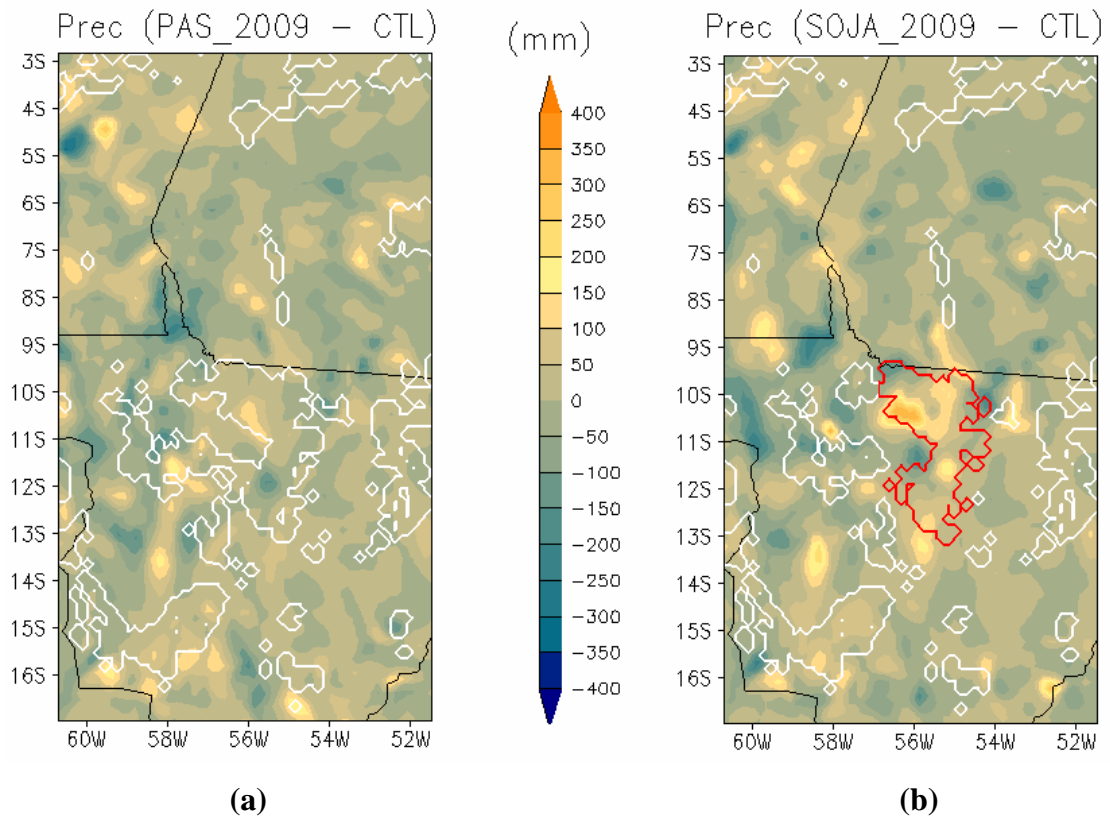 Prec (PAS_2009 - CTL)
(mm)
Prec (SOJA_2009 - CTL)
3S
4S
5S
6S
7S
8S
9S
10S
11S
12S
13S
14S
15S
16S
60W 58W 56W 54W 52W
400
350
300
250
200
150
100
50
0
-50
-100
-150
-200
-250
-300
-350
-400
3S
4S
5S
6S
7S
8S
9S
10S
11S
12S
13S
14S
15S
16S
60W 58W 56W 54W 52W
(a)
(b)